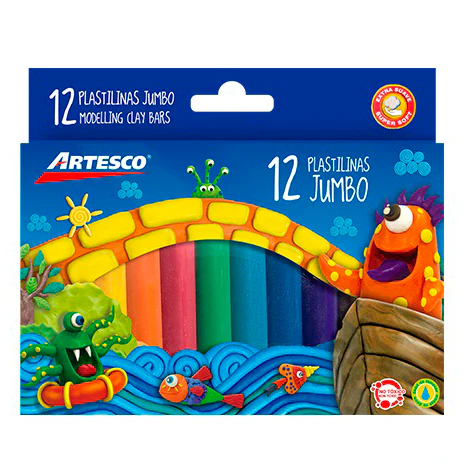 12 PLASTILINAS JUMBO
MODELLING CLAY BARS
EXTRA SUAVE
SUPER SOFT
ARTESCO®
12 PLASTILINAS
JUMBO
NO TÓXICO
NON TOXIC